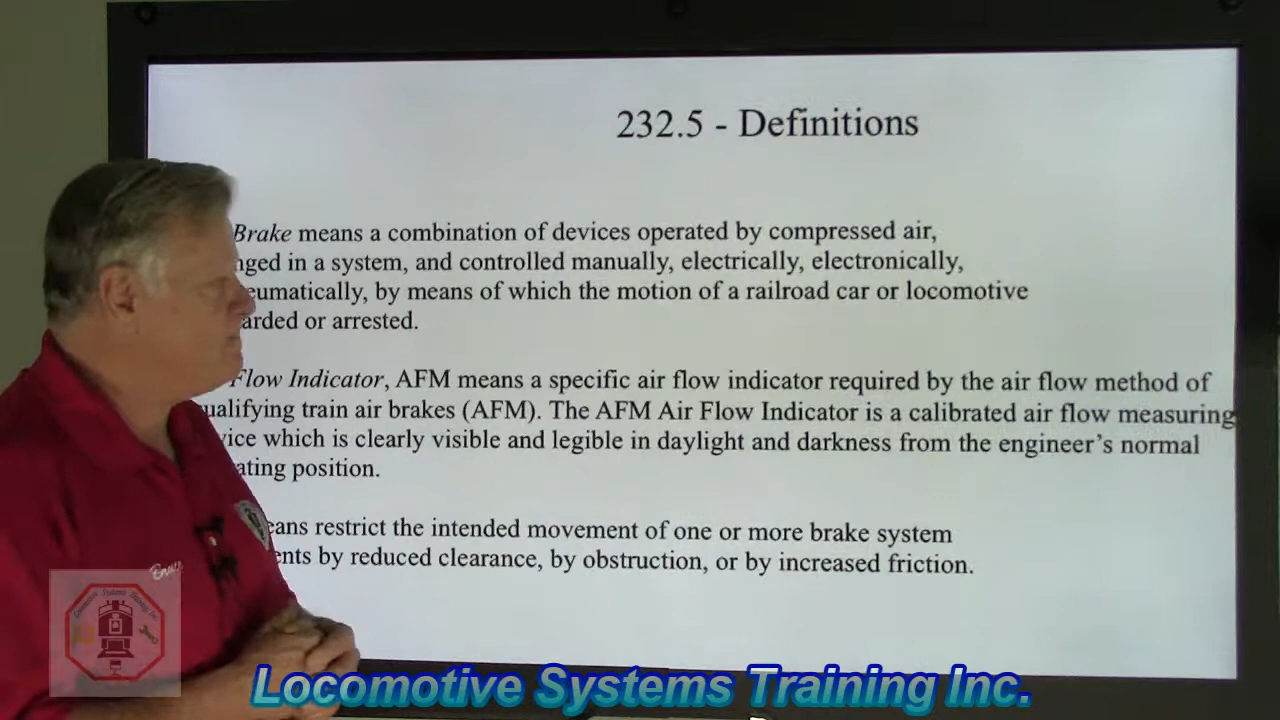 232.5 - Definitions
Brake means a combination of devices operated by compressed air,
nged in a system, and controlled manually, electrically, electronically,
eumatically, by means of which the motion of a railroad car or locomotive
arded or arrested.
Flow Indicator, AFM means a specific air flow indicator required by the air flow method of
ualifying train air brakes (AFM). The AFM Air Flow Indicator is a calibrated air flow measuring
vice which is clearly visible and legible in daylight and darkness from the engineer's normal
ating position.
eans restrict the intended movement of one or more brake system
ents by reduced clearance, by obstruction, or by increased friction.
Bruce
Locomotive Systems Training Inc.
Locomotive Systems Training Inc.